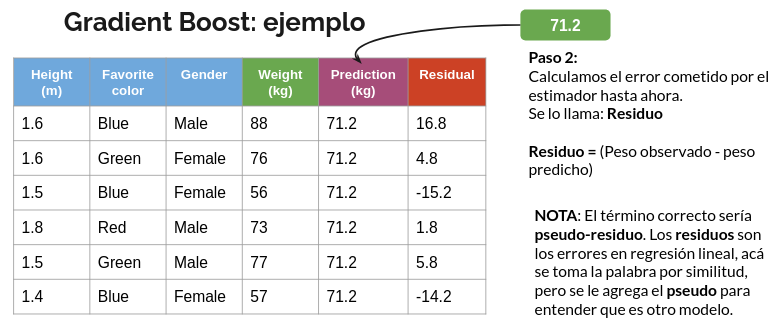 Gradient Boost: ejemplo
71.2
Height (m) Favorite color Gender Weight (kg) Prediction (kg) Residual
1.6 Blue Male 88 71.2 16.8
1.6 Green Female 76 71.2 4.8
1.5 Blue Female 56 71.2 -15.2
1.8 Red Male 73 71.2 1.8
1.5 Green Male 77 71.2 5.8
1.4 Blue Female 57 71.2 -14.2
Paso 2:
Calculamos el error cometido por el
estimador hasta ahora.
Se lo llama: Residuo
Residuo = (Peso observado - peso
predicho)
NOTA: El término correcto sería
pseudo-residuo. Los residuos son
los errores en regresión lineal, acá
se toma la palabra por similitud,
pero se le agrega el pseudo para
entender que es otro modelo.